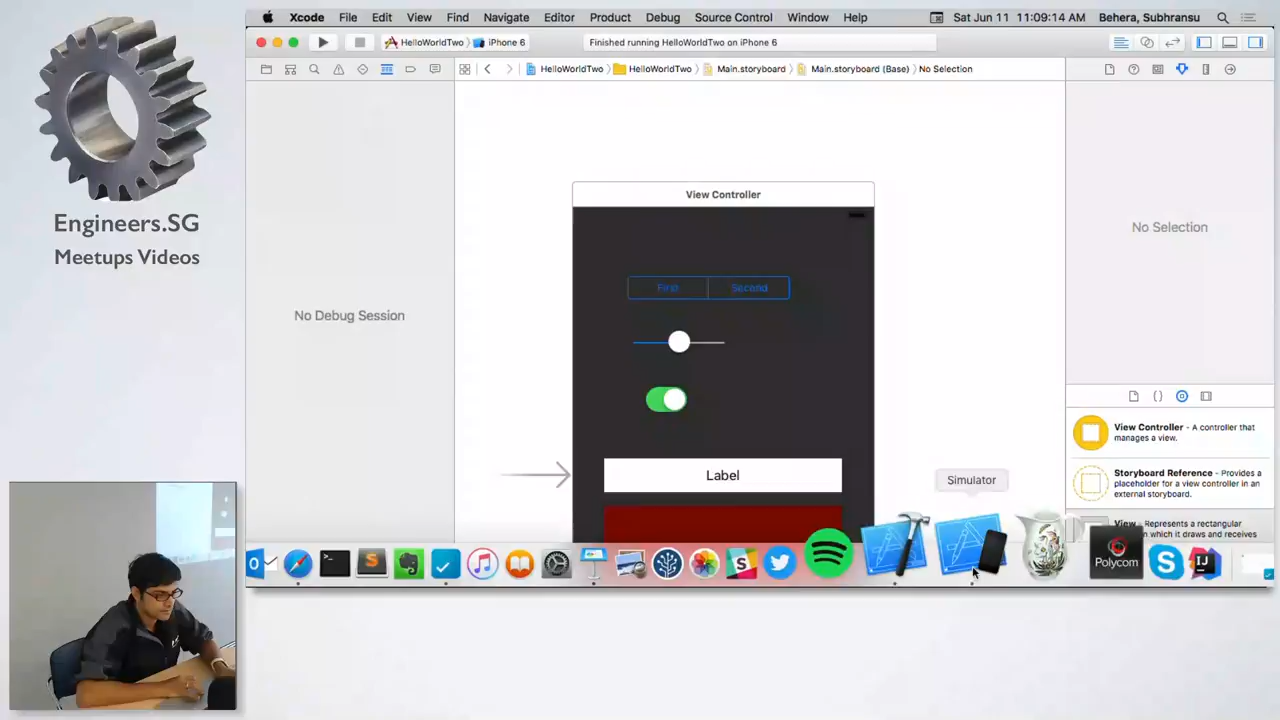 Xcode File Edit View Find Navigate Editor Product Debug Source Control Window Help Sat Jun 11 11:09:14 AM Behera, Subhransu
HelloWorldTwo iPhone 6 Finished running HelloWorldTwo on iPhone 6
HelloWorldTwo HelloWorldTwo Main.storyboard Main.storyboard (Base) No Selection
Engineers.SG
Meetups Videos
View Controller
No Selection
First Second
No Debug Session
View Controller - A controller that
manages a view.
Label
Storyboard Reference - Provides a
placeholder for a view controller in an
external storyboard.
Simulator
View - Represents a rectangular
region in which it draws and receives
Polycom